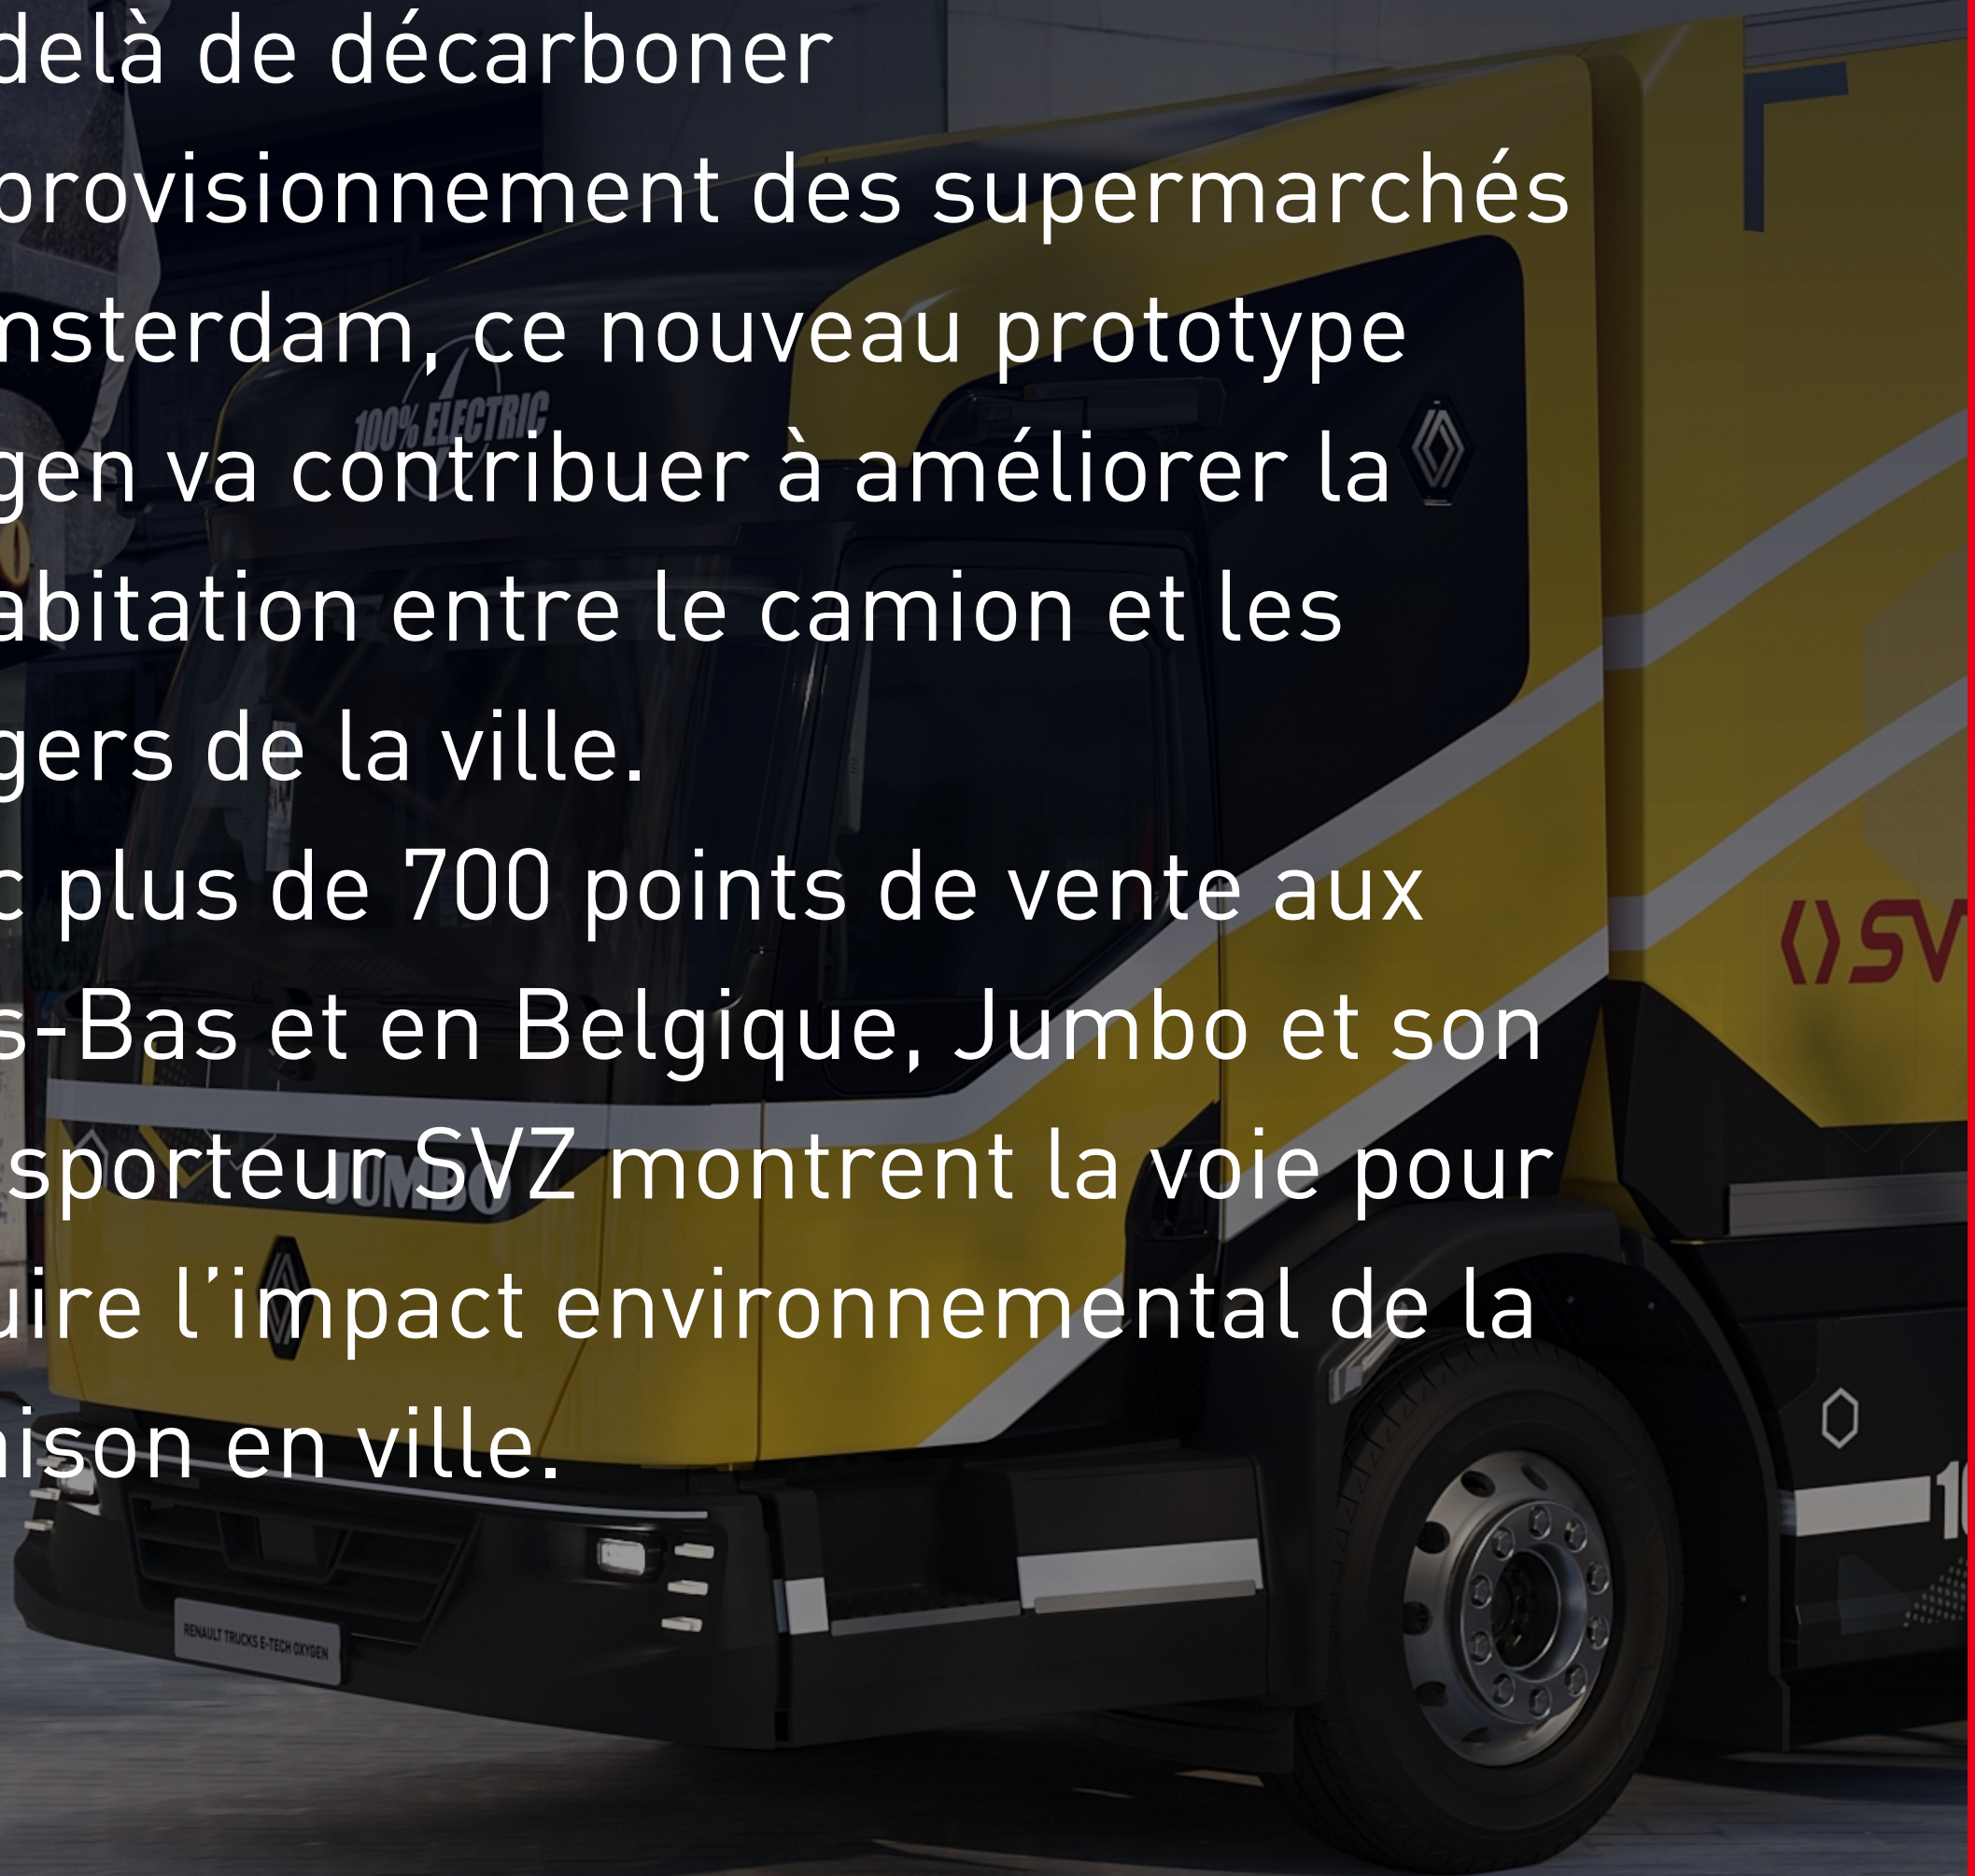 delà de décarboner
provisionnement des supermarchés
msterdam, ce nouveau prototype
gen va contribuer à améliorer la
abitation entre le camion et les
gers de la ville.
c plus de 700 points de vente aux
s-Bas et en Belgique, Jumbo et son
sporteur SVZ montrent la voie pour
uire l’impact environnemental de la
aison en ville.
100% ELECTRIC
SV
JUMBO
RENAULT TRUCKS E-TECH OXYGEN
10